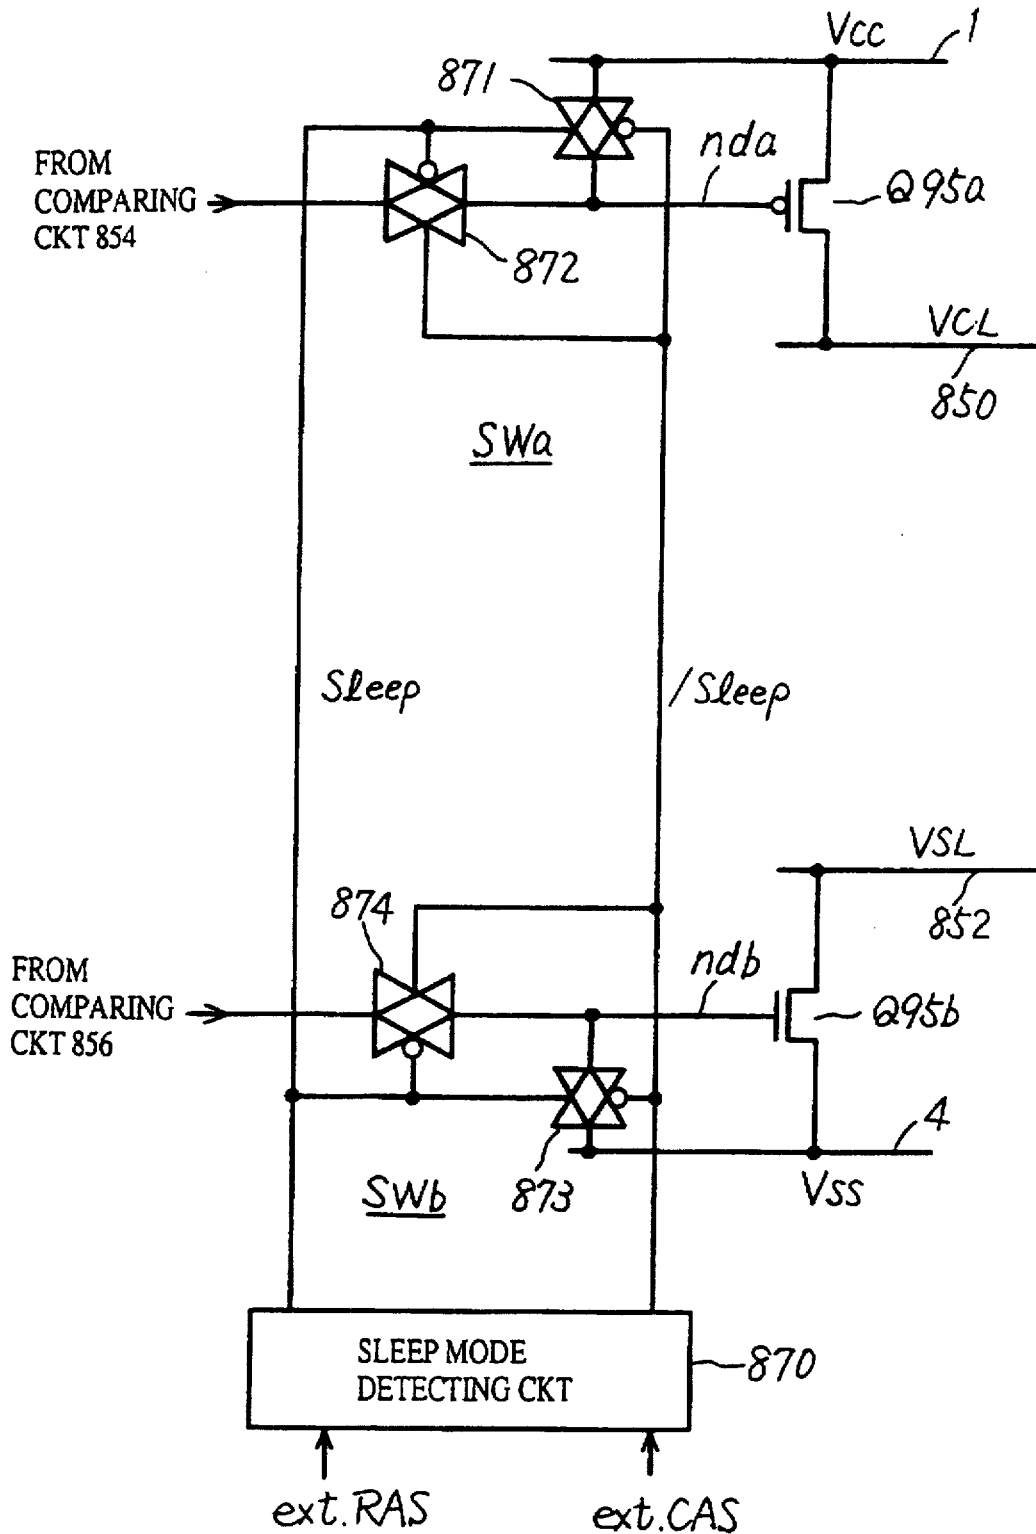 Vcc
1
871
nda
FROM
COMPARING
CKT 854
Q95a
872
VCL
850
SWa
Sleep
/Sleep
VSL
852
874
ndb
FROM
COMPARING
CKT 856
Q95b
4
873
Vss
SWb
SLEEP MODE
DETECTING CKT
870
ext.RAS
ext.CAS